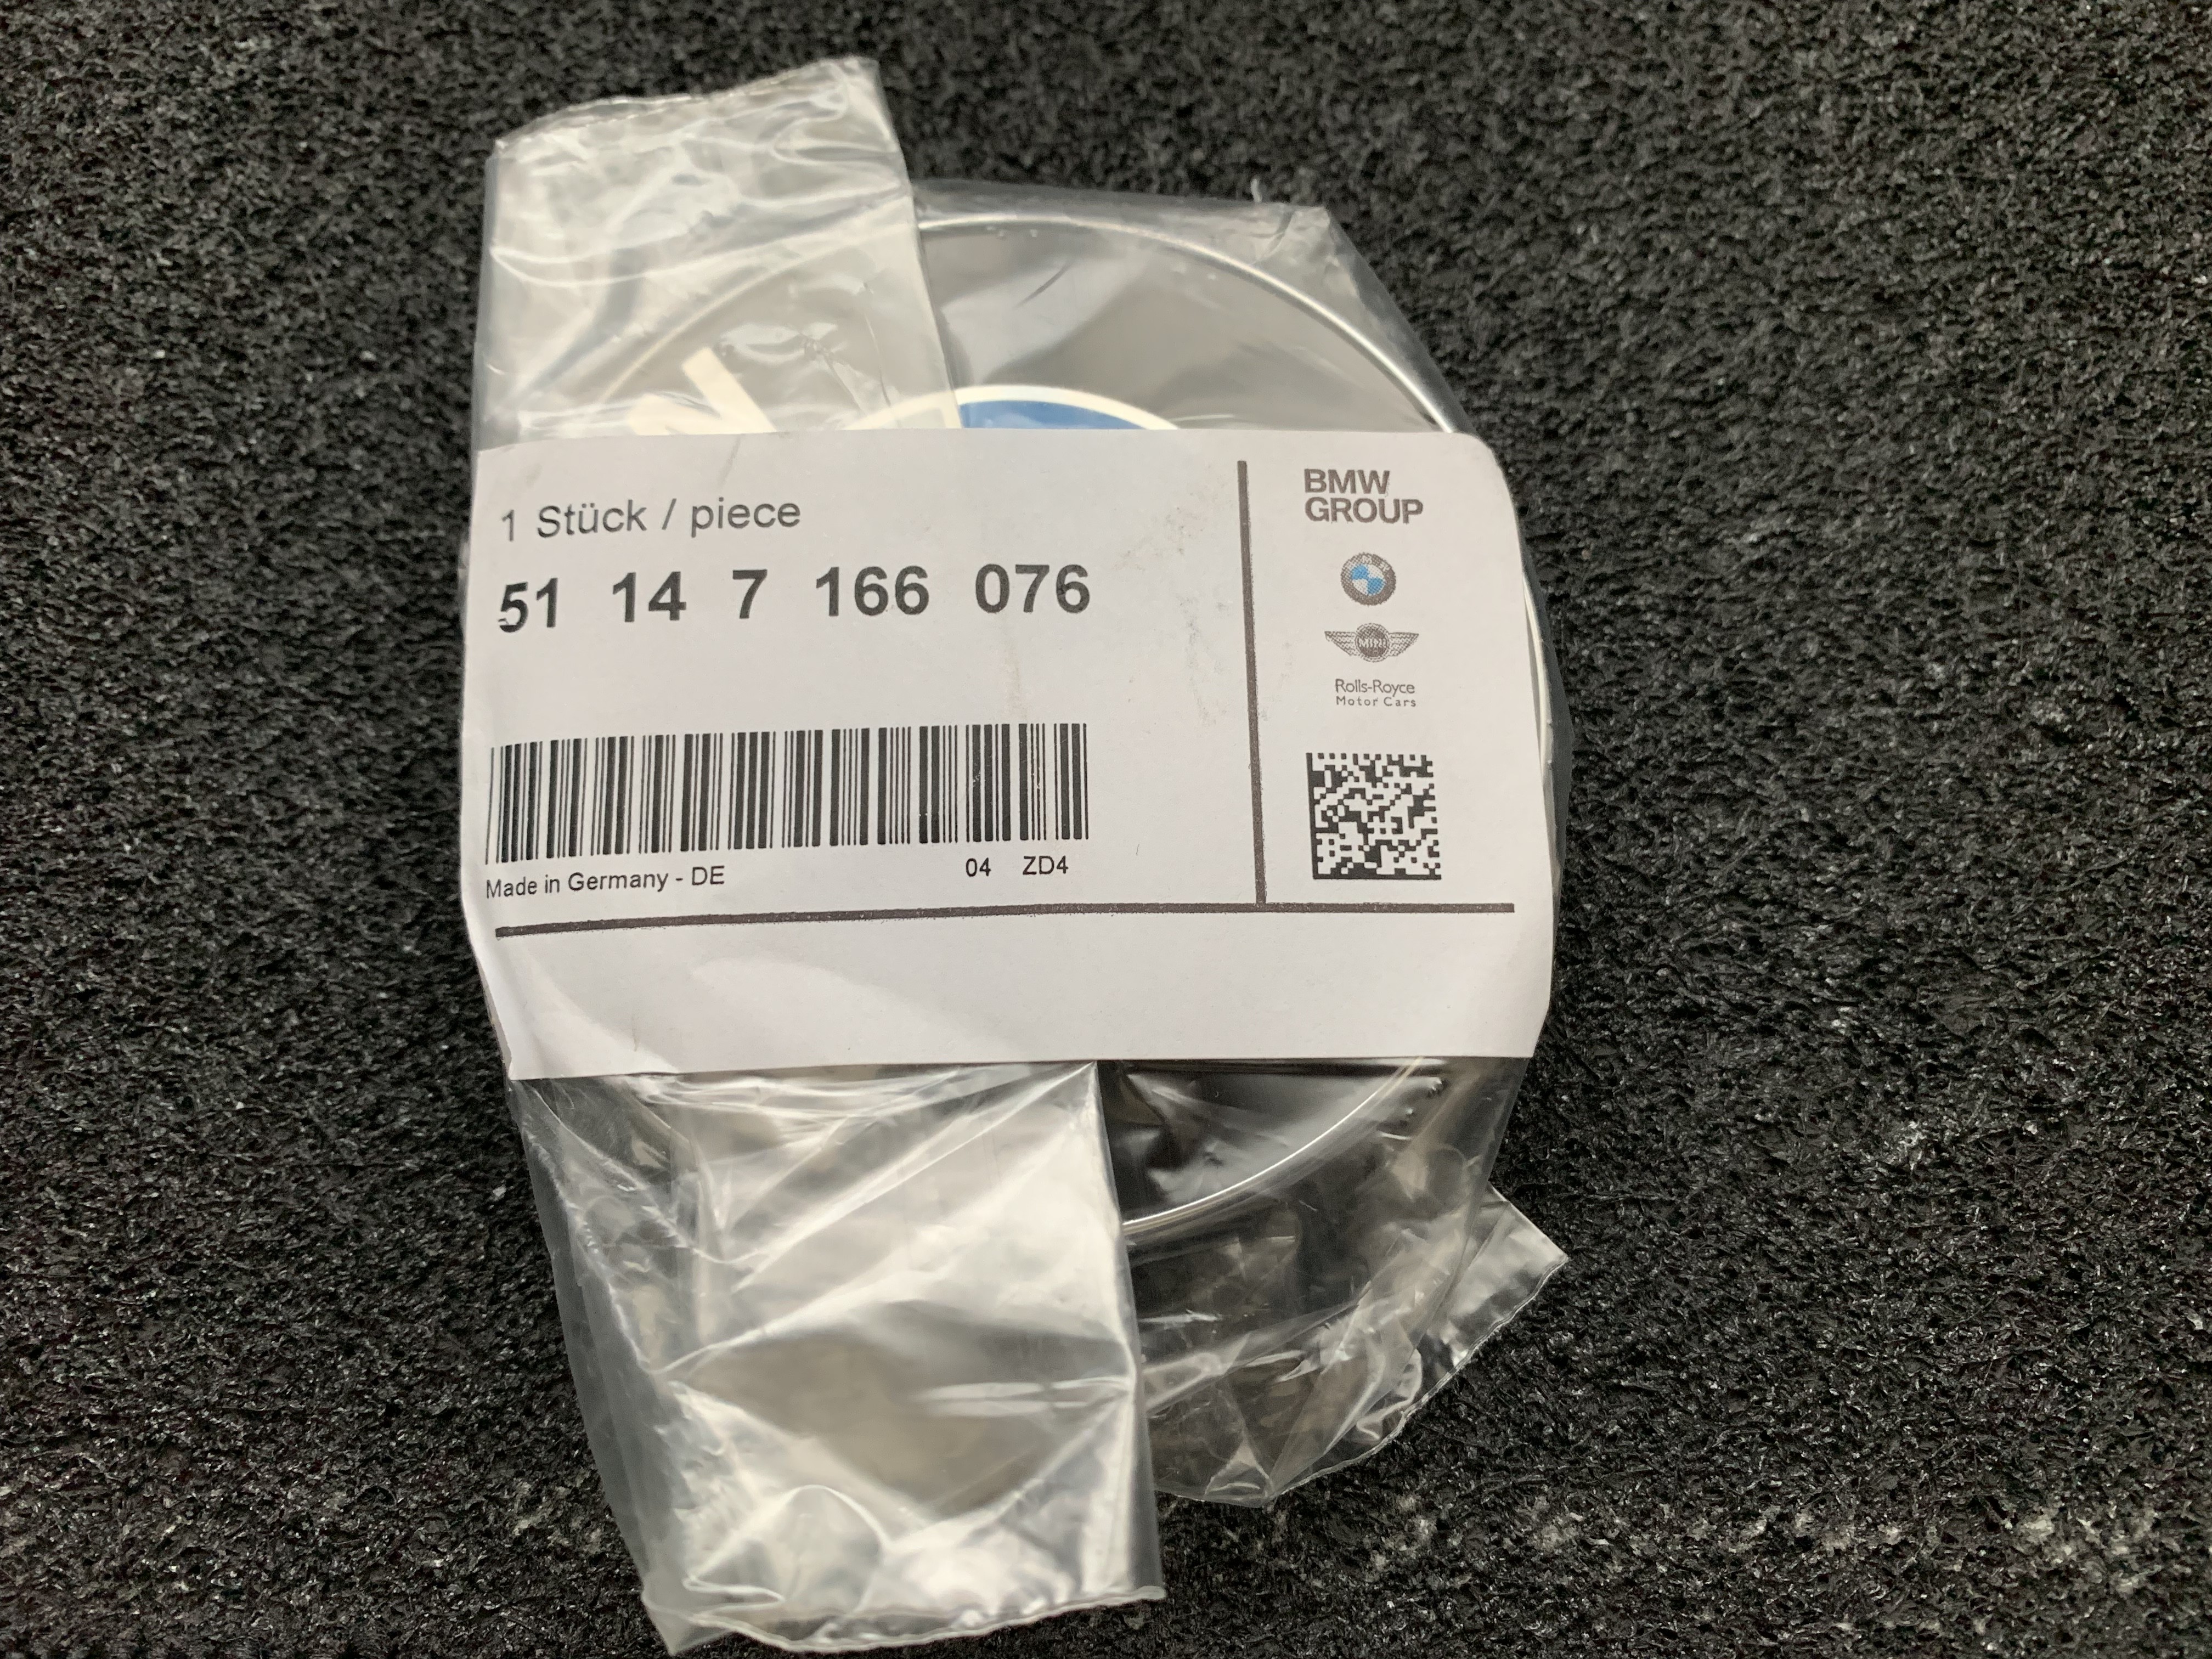 1 Stück / piece
51 14 7 166 076
Made in Germany - DE
04 ZD4
BMW
GROUP
MINI
Rolls-Royce
Motor Cars